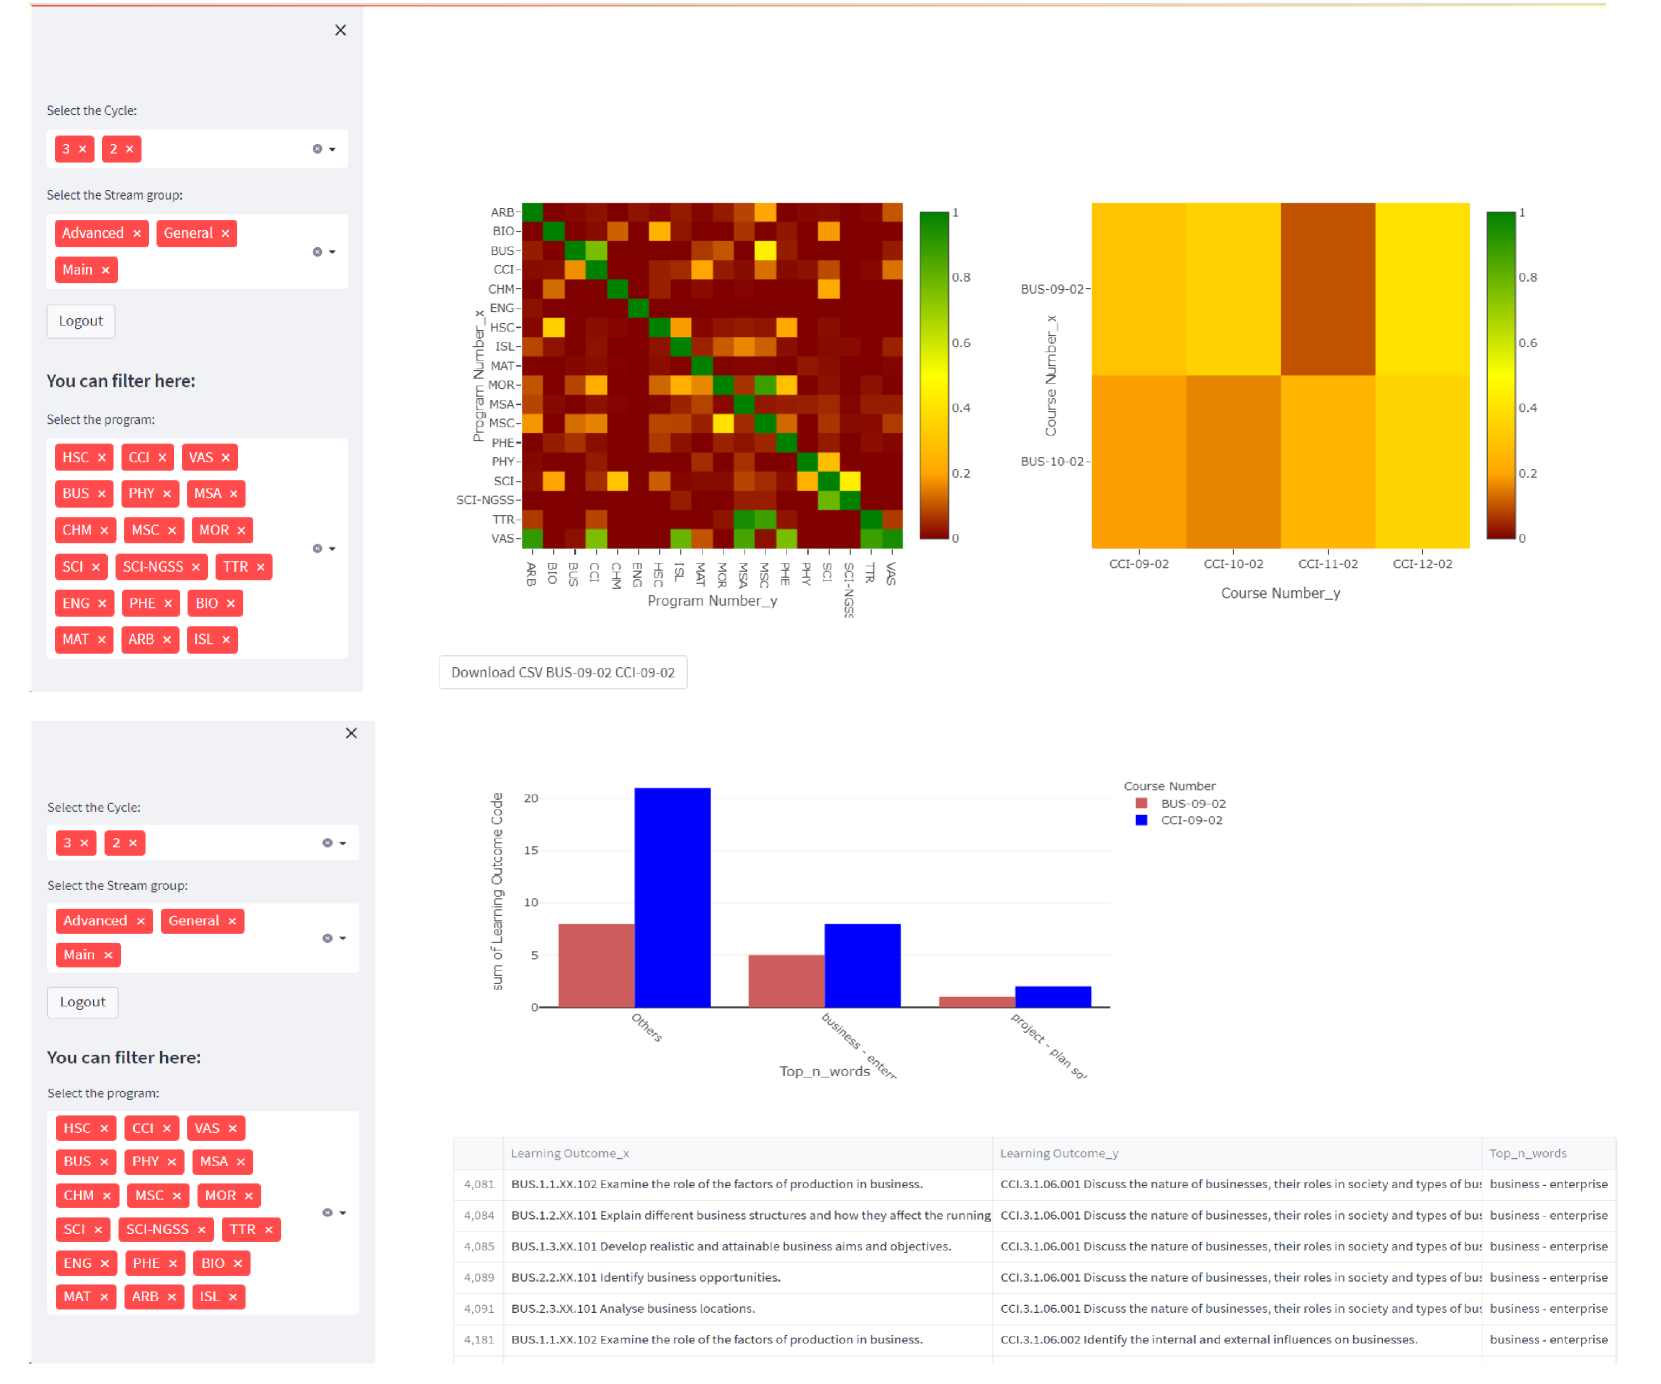 ×
Select the Cycle:
3 × 2 ×
Select the Stream group:
Advanced × General ×
Main ×
Logout
You can filter here:
Select the program:
HSC × CCI × VAS ×
BUS × PHY × MSA ×
CHM × MSC × MOR ×
SCI × SCI-NGSS × TTR ×
ENG × PHE × BIO ×
MAT × ARB × ISL ×
Program Number_x
ARB
BIO
BUS
CCI
CHM
ENG
HSC
ISL
MAT
MOR
MSA
MSC
PHE
PHY
SCI
SCI-NGSS
TTR
VAS
ARB BIO BUS CCI CHM ENG HSC ISL MAT MOR MSA MSC PHE PHY SCI SCI-NGSS TTR VAS
Program Number_y
1
0.8
0.6
0.4
0.2
0
Course Number_x
BUS-09-02
BUS-10-02
CCI-09-02 CCI-10-02 CCI-11-02 CCI-12-02
Course Number_y
1
0.8
0.6
0.4
0.2
0
Download CSV BUS-09-02 CCI-09-02
×
Select the Cycle:
3 × 2 ×
Select the Stream group:
Advanced × General ×
Main ×
Logout
You can filter here:
Select the program:
HSC × CCI × VAS ×
BUS × PHY × MSA ×
CHM × MSC × MOR ×
SCI × SCI-NGSS × TTR ×
ENG × PHE × BIO ×
MAT × ARB × ISL ×
sum of Learning Outcome Code
20
15
10
5
0
Others
business - enterp
project - plan sol
Top_n_words
Course Number
BUS-09-02
CCI-09-02
Learning Outcome_x Learning Outcome_y Top_n_words
4,081 BUS.1.1.XX.102 Examine the role of the factors of production in business. CCI.3.1.06.001 Discuss the nature of businesses, their roles in society and types of bus business - enterprise
4,084 BUS.1.2.XX.101 Explain different business structures and how they affect the running CCI.3.1.06.001 Discuss the nature of businesses, their roles in society and types of bus business - enterprise
4,085 BUS.1.3.XX.101 Develop realistic and attainable business aims and objectives. CCI.3.1.06.001 Discuss the nature of businesses, their roles in society and types of bus business - enterprise
4,089 BUS.2.2.XX.101 Identify business opportunities. CCI.3.1.06.001 Discuss the nature of businesses, their roles in society and types of bus business - enterprise
4,091 BUS.2.3.XX.101 Analyse business locations. CCI.3.1.06.001 Discuss the nature of businesses, their roles in society and types of bus business - enterprise
4,181 BUS.1.1.XX.102 Examine the role of the factors of production in business. CCI.3.1.06.002 Identify the internal and external influences on businesses. business - enterprise